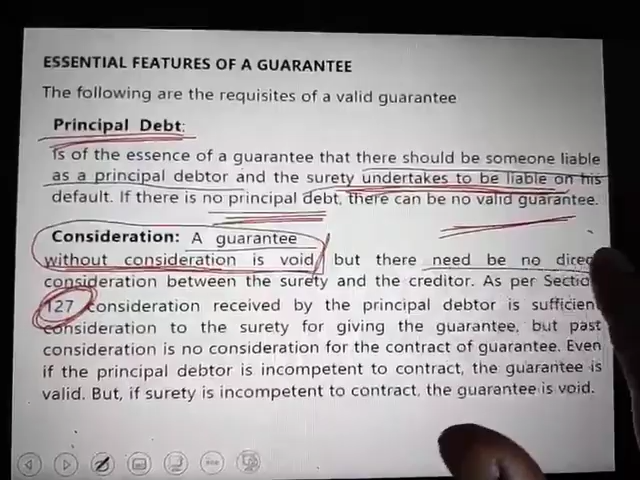 ESSENTIAL FEATURES OF A GUARANTEE
The following are the requisites of a valid guarantee
Principal Debt:
Is of the essence of a guarantee that there should be someone liable
as a principal debtor and the surety undertakes to be liable on his
default. If there is no principal debt, there can be no valid guarantee.
Consideration: A guarantee
without consideration is void, but there need be no direc
consideration between the surety and the creditor. As per Sectio
127 consideration received by the principal debtor is sufficien
consideration to the surety for giving the guarantee, but past
consideration is no consideration for the contract of guarantee. Even
if the principal debtor is incompetent to contract, the guarantee is
valid. But, if surety is incompetent to contract, the guarantee is void.